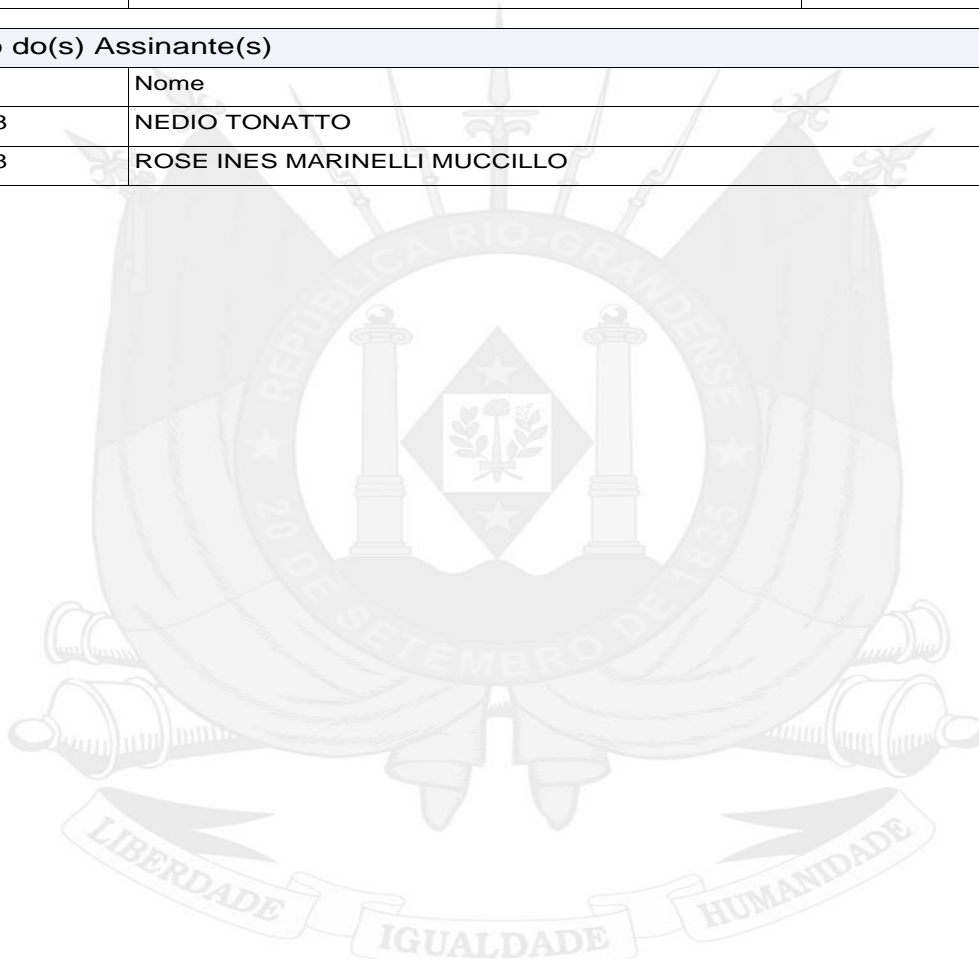 o do(s) Assinante(s)
Nome
3 NEDIO TONATTO
3 ROSE INES MARINELLI MUCCILLO
REPÚBLICA RIO-GRANDENSE
20 DE SETEMBRO DE 1835
LIBERDADE
IGUALDADE
HUMANIDADE